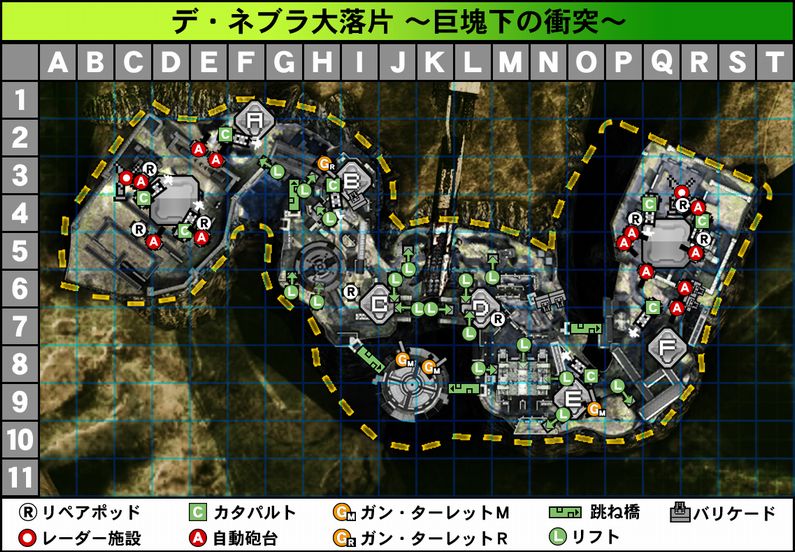 デ・ネブラ大落片 ～巨塊下の衝突～
A B C D E F G H I J K L M N O P Q R S T
1
2
3
4
5
6
7
8
9
10
11
A
B
C
D
E
F
R リペアポッド
C カタパルト
GM ガン・ターレットM
跳ね橋
バリケード
レーダー施設
A 自動砲台
GR ガン・ターレットR
L リフト